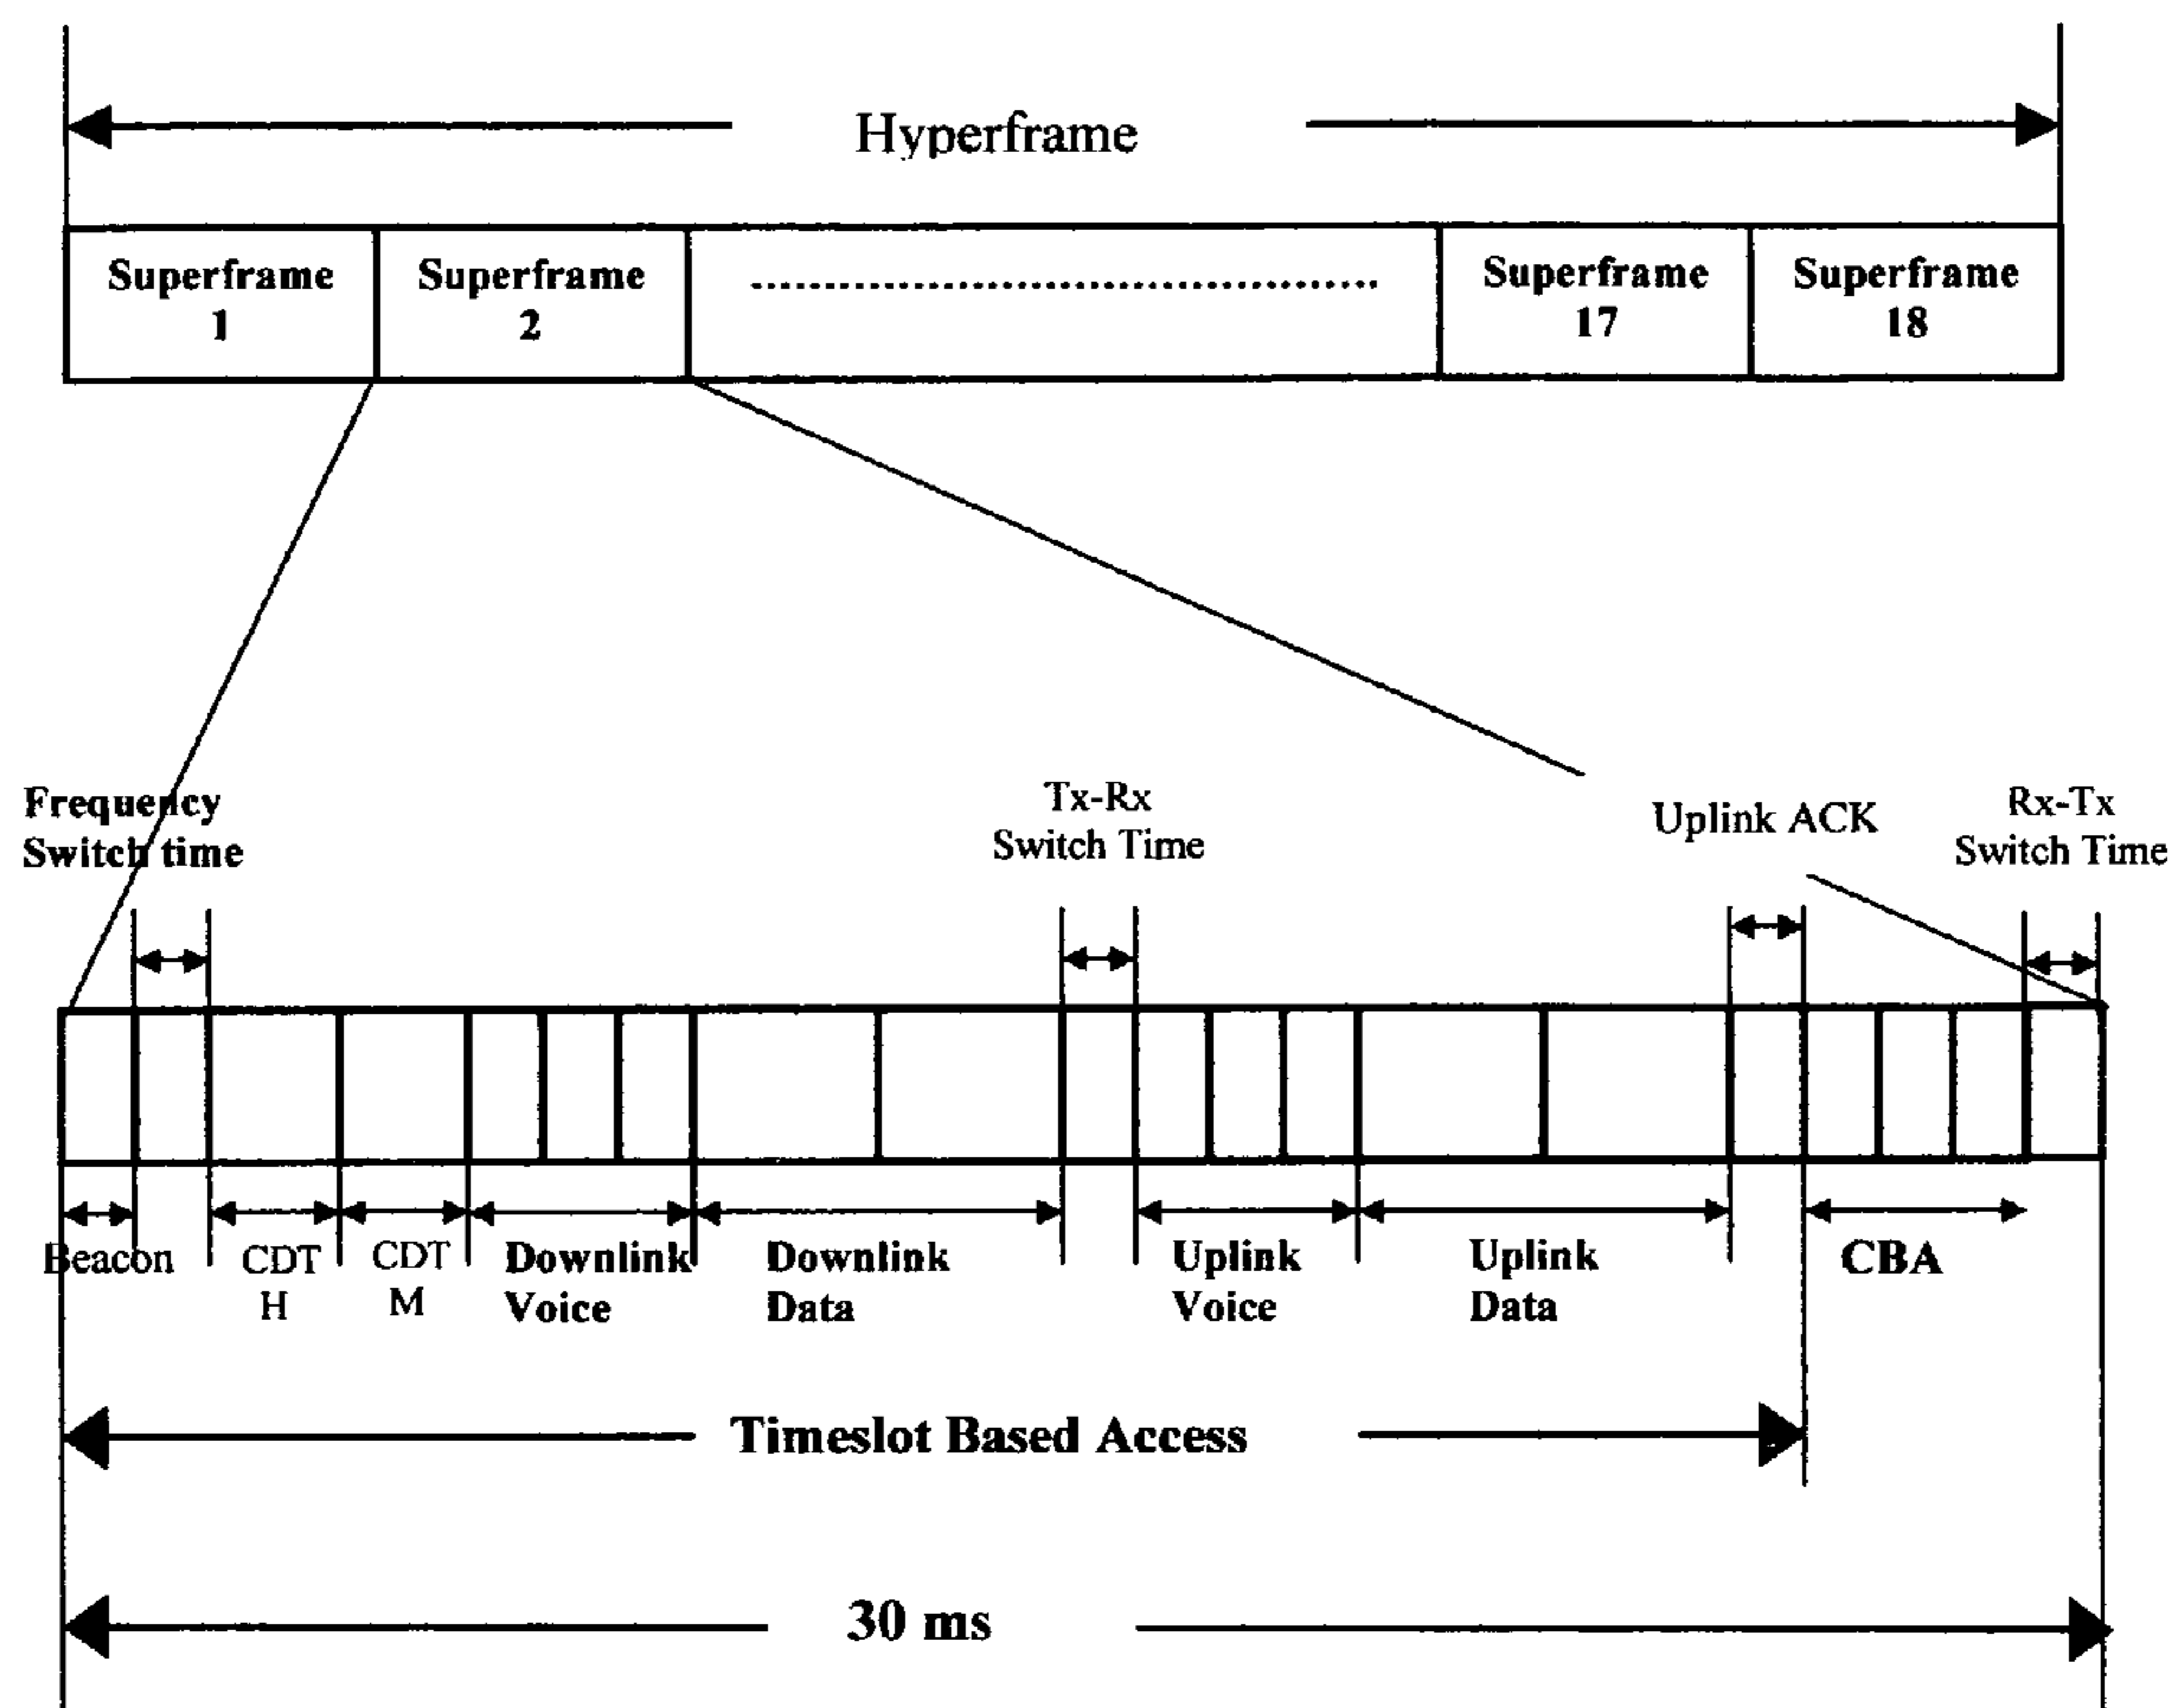 Hyperframe
Superframe
1
Superframe
2
Superframe
17
Superframe
18
Frequency
Switch time
Tx-Rx
Switch Time
Uplink ACK
Rx-Tx
Switch Time
Beacon
CDT
H
CDT
M
Downlink
Voice
Downlink
Data
Uplink
Voice
Uplink
Data
CBA
Timeslot Based Access
30 ms